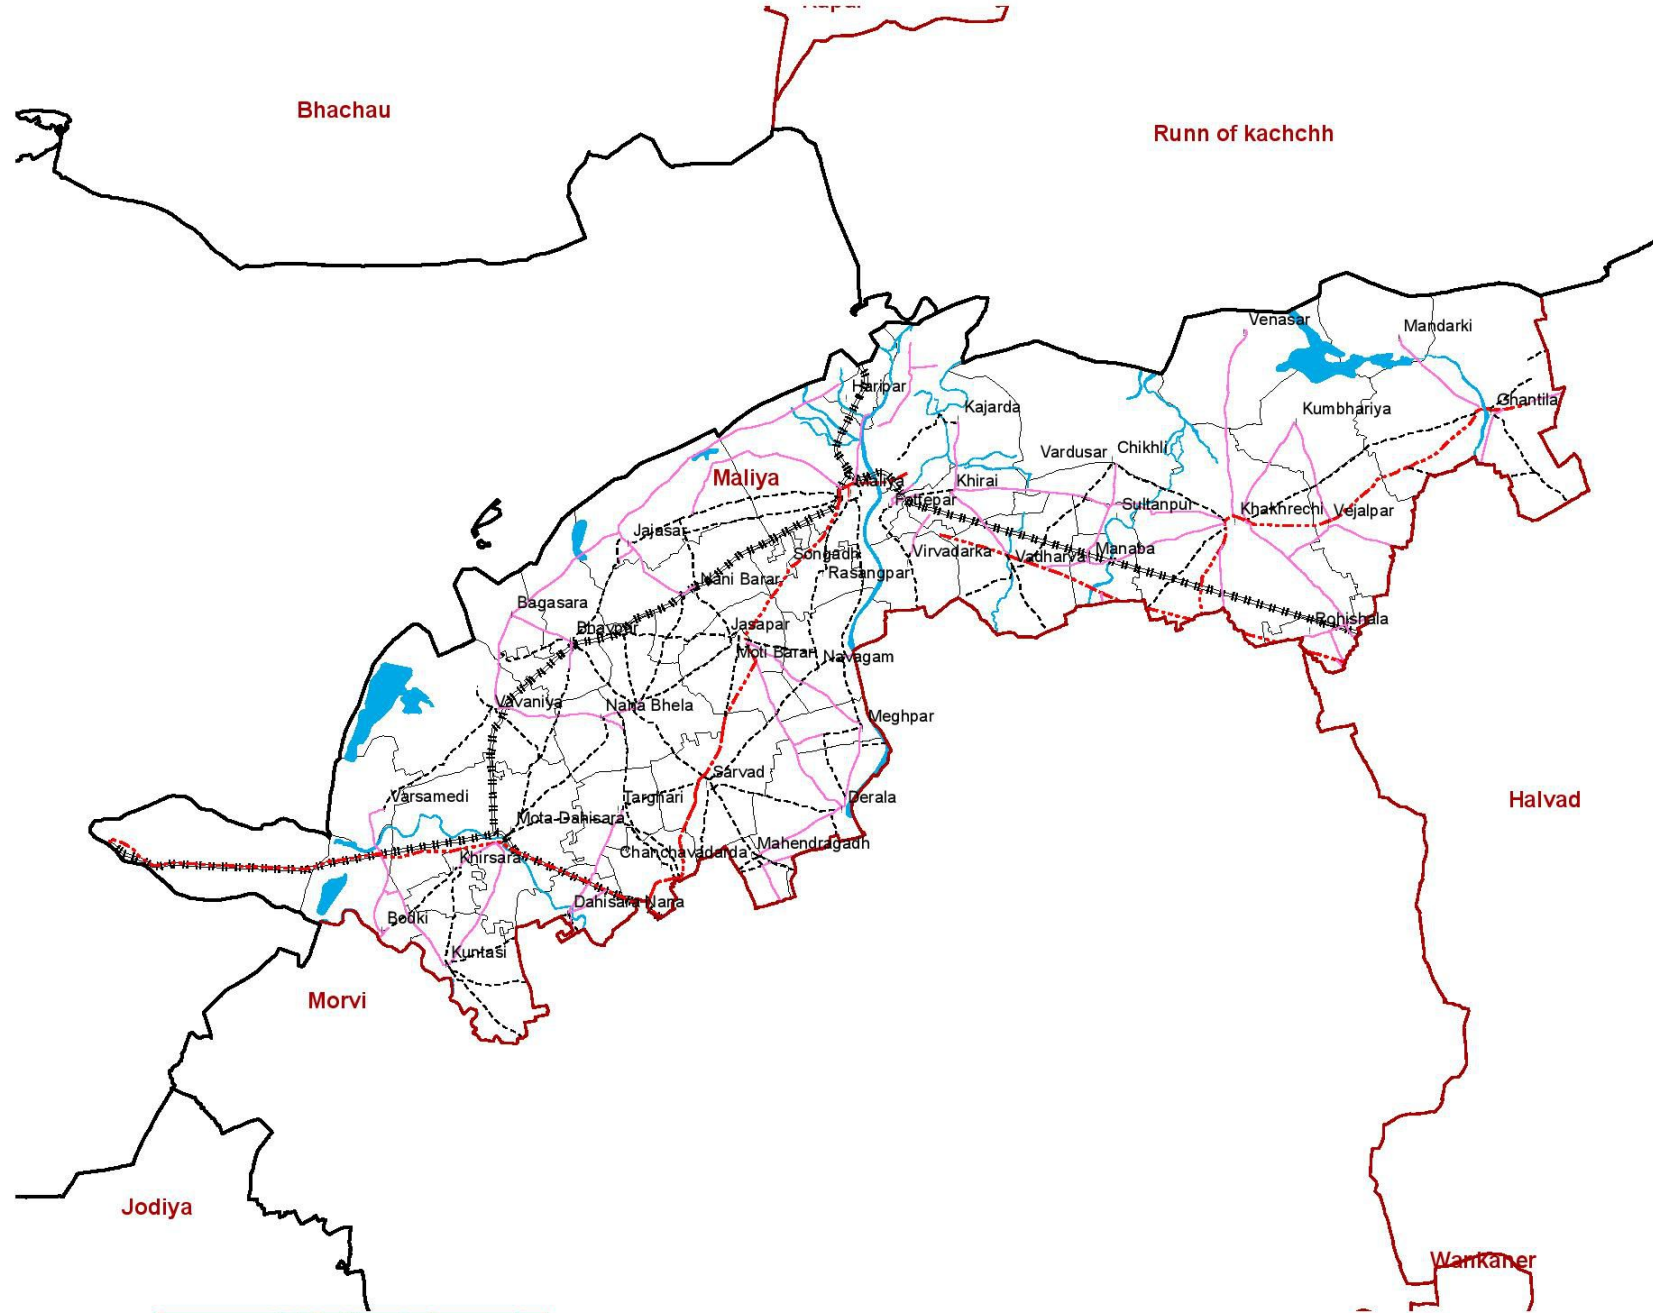 Bhachau
Runn of kachchh
Venasar
Mandarki
Haripar
Ghantila
Kajarda
Kumbhariya
Vardusar
Chikhli
Maliya
Maliya
Khirai
Fattepar
Sultanpur
Khakhrechi
Vejalpar
Jajasar
Songadh
Virvadarka
Vadharva
Manaba
Nani Barar
Rasangpar
Bagasara
Bhavpar
Jasapar
Rohishala
Moti Barar
Navagam
Vavaniya
Nana Bhela
Meghpar
Sarvad
Varsamedi
Targhari
Derala
Halvad
Mota Dahisara
Khirsara
Chanchavadarda
Mahendragadh
Bodki
Dahisara Nana
Kuntasi
Morvi
Jodiya
Wankaner